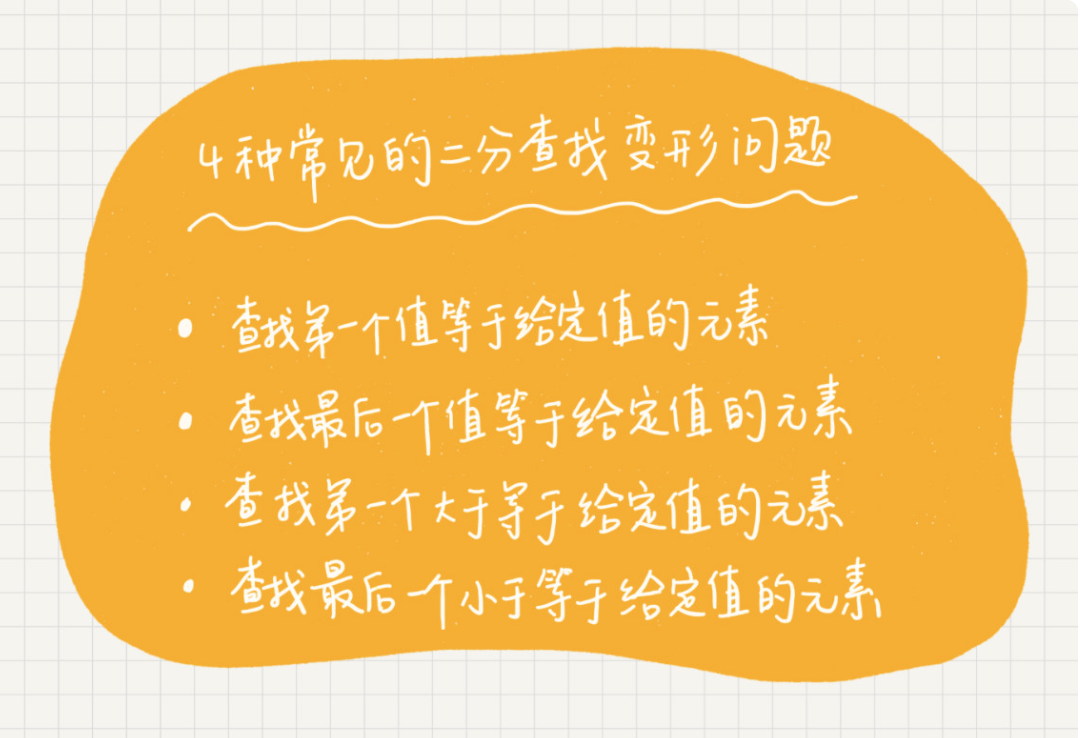 4种常见的二分查找变形问题
查找第一个值等于给定值的元素
查找最后一个值等于给定值的元素
查找第一个大于等于给定值的元素
查找最后一个小于等于给定值的元素